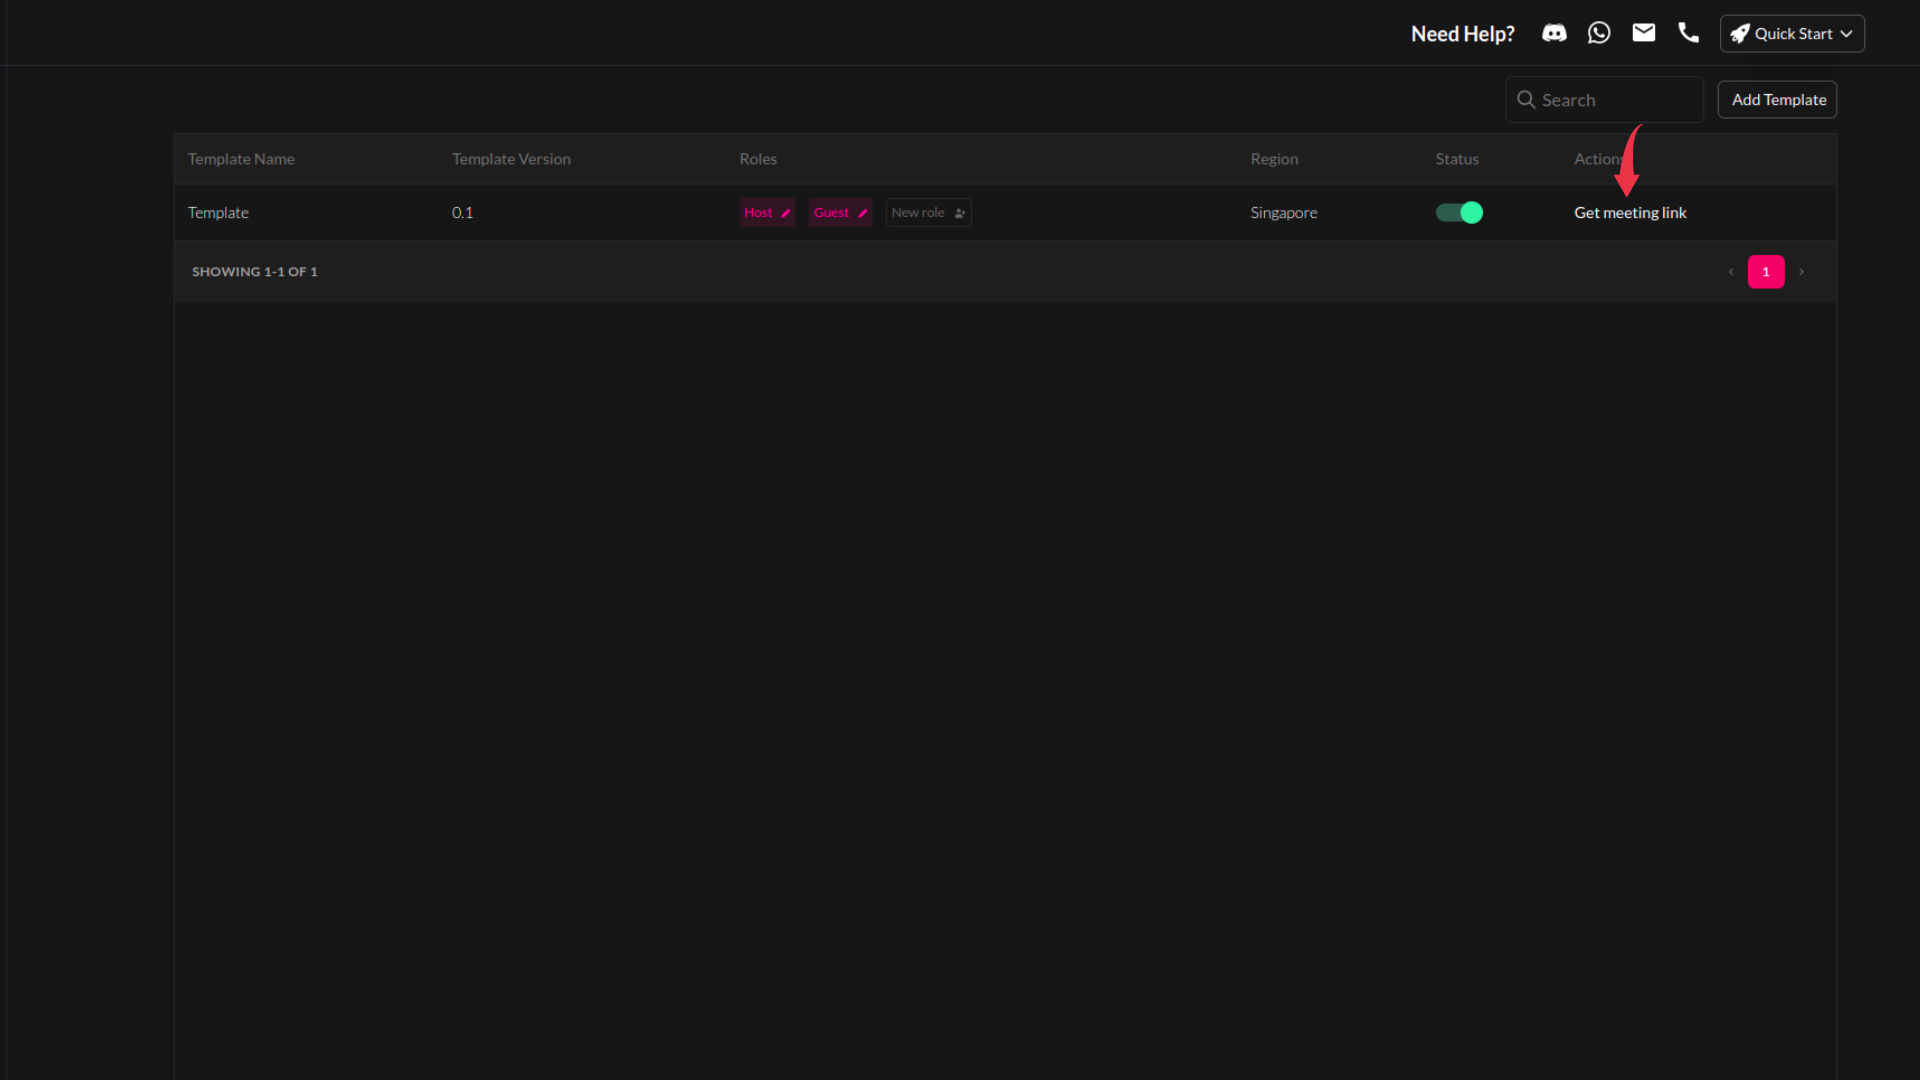 Need Help? Quick Start
Search Add Template
Template Name Template Version Roles Region Status Actions
Template 0.1 Host Guest New role Singapore Get meeting link
SHOWING 1-1 OF 1 1